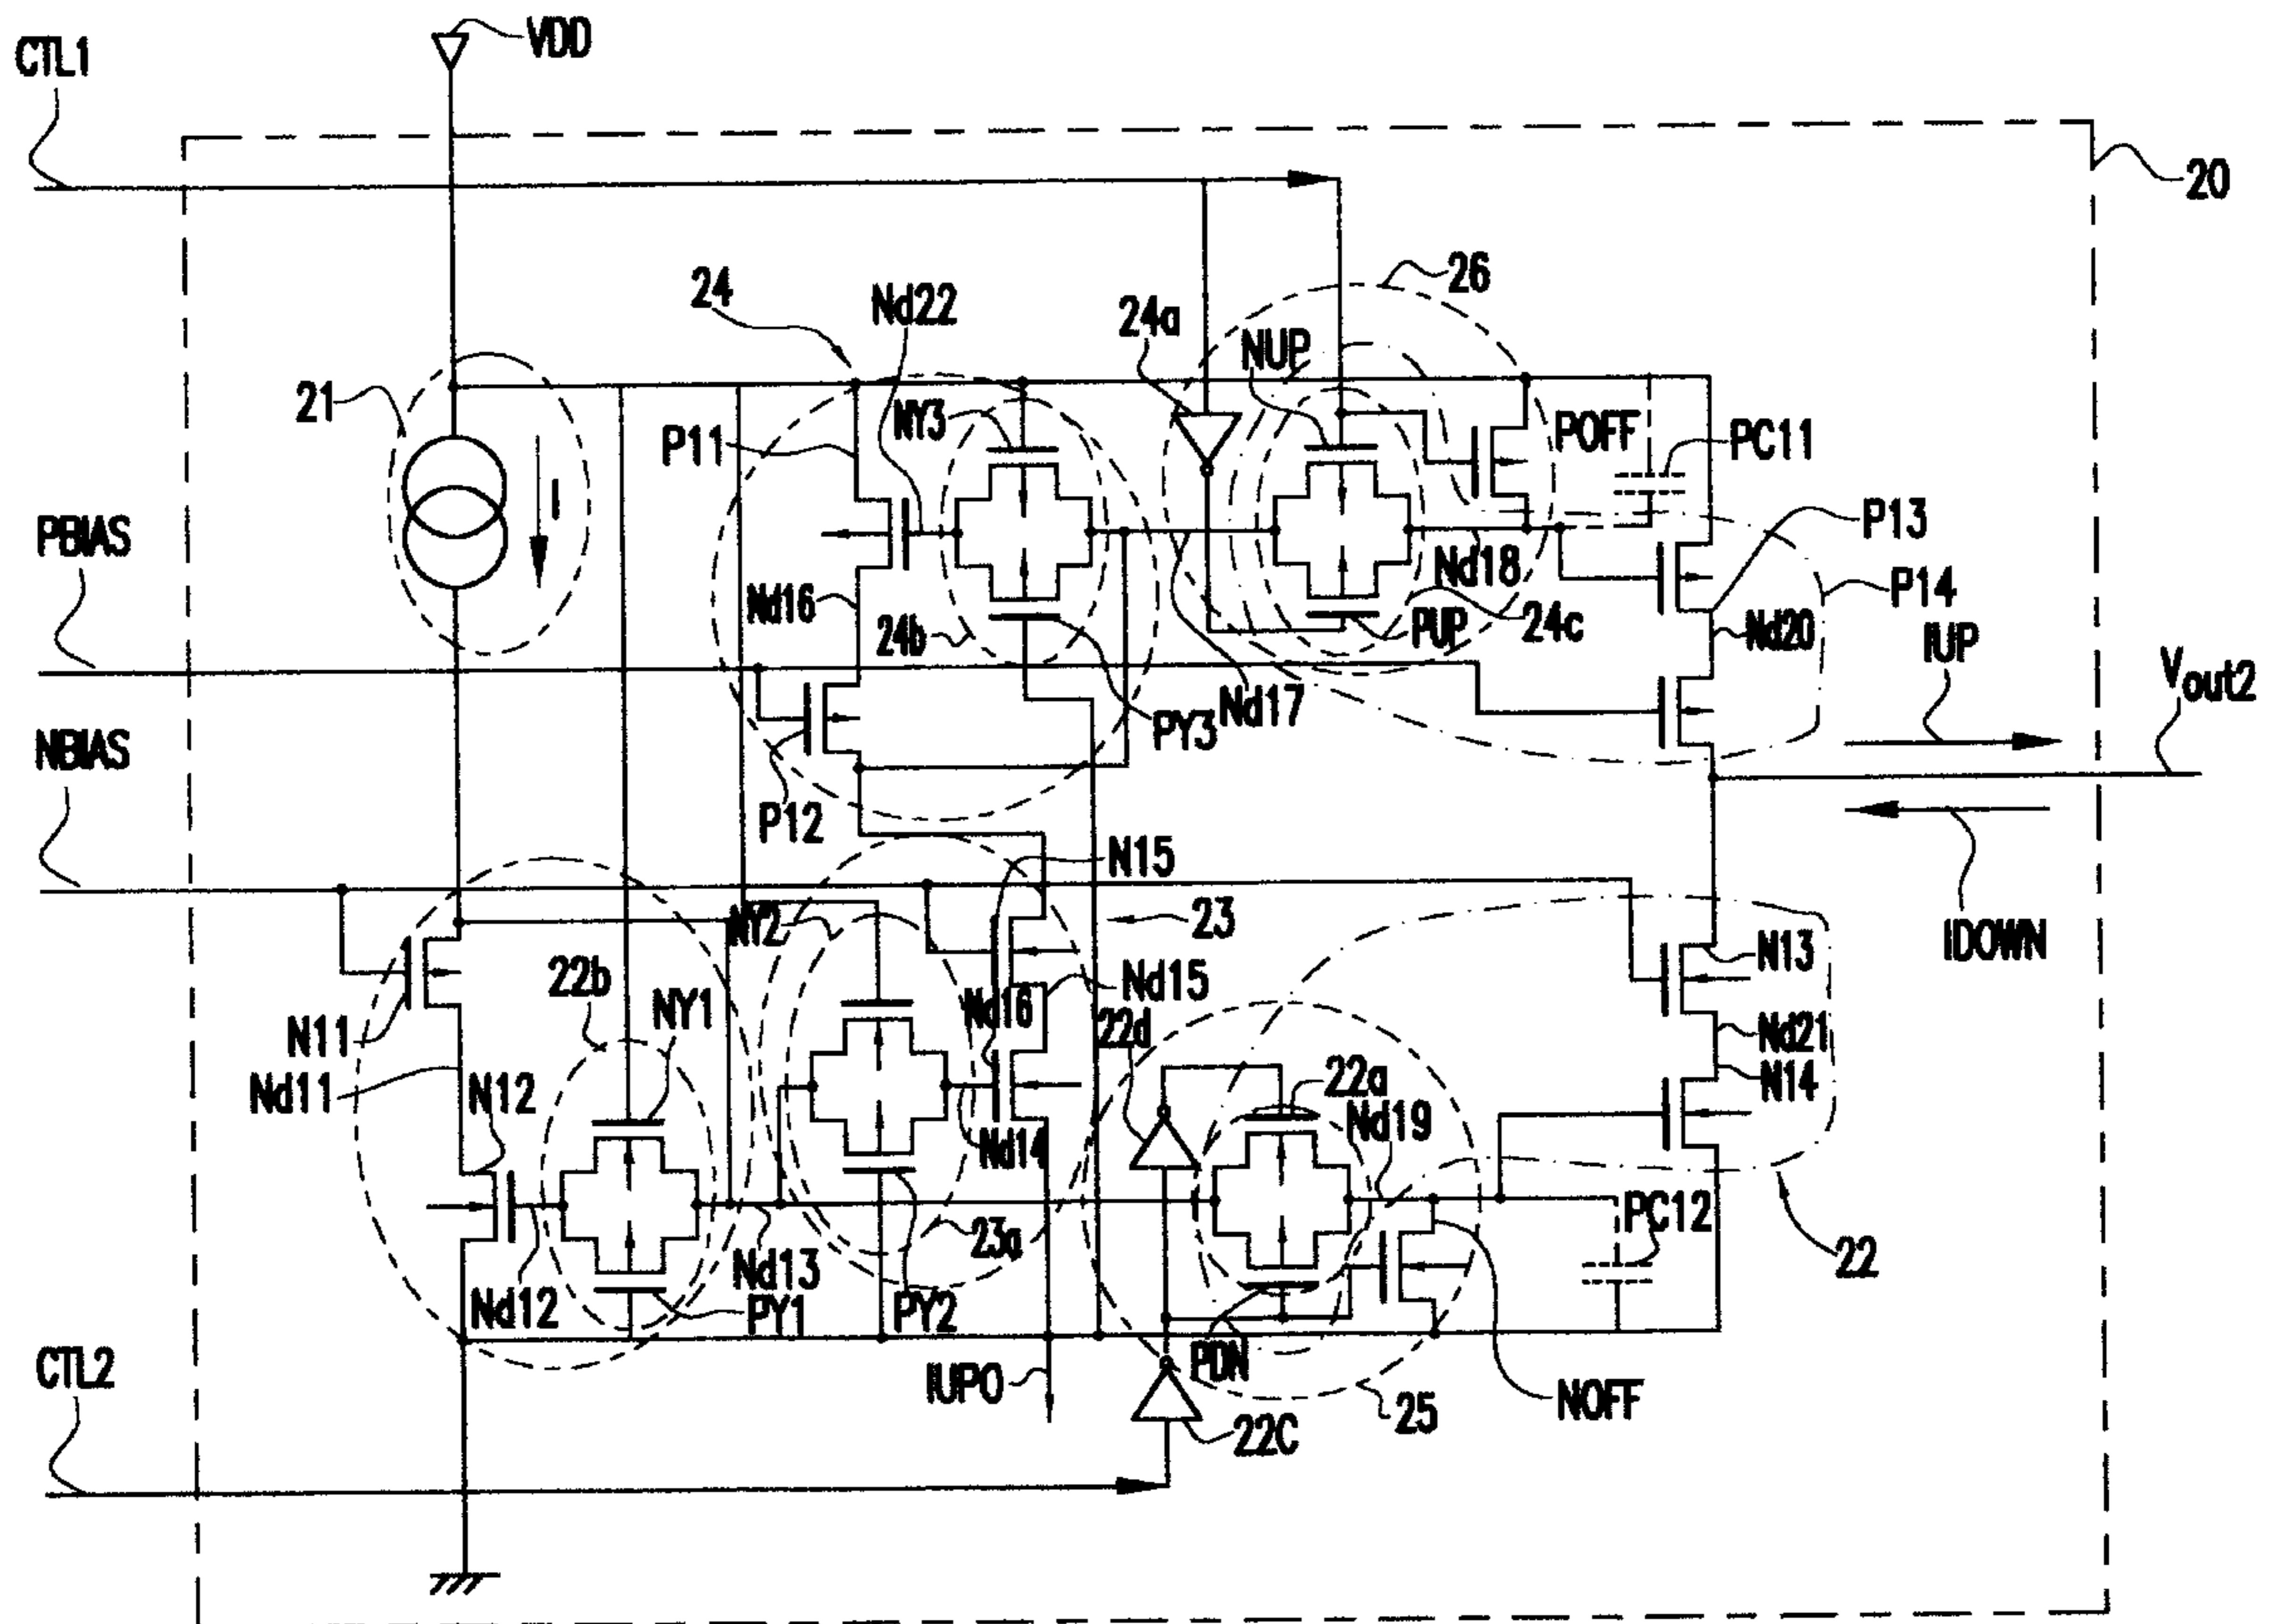 VDD
CTL1
20
26
24
Nd22
24a
NUP
21
NY3
P11
POFF
PC11
I
PBIAS
P13
Nd18
P14
Nd16
24b
PUP
24c
Nd20
IUP
Vout2
Nd17
PY3
NBIAS
P12
N15
23
NY2
IDOWN
N13
22b
NY1
Nd16
Nd15
22d
N11
Nd21
Nd11
N12
22a
N14
Nd19
Nd14
PC12
23a
22
Nd13
Nd12
PY1
PY2
PDN
CTL2
IUPO
NOFF
25
22C